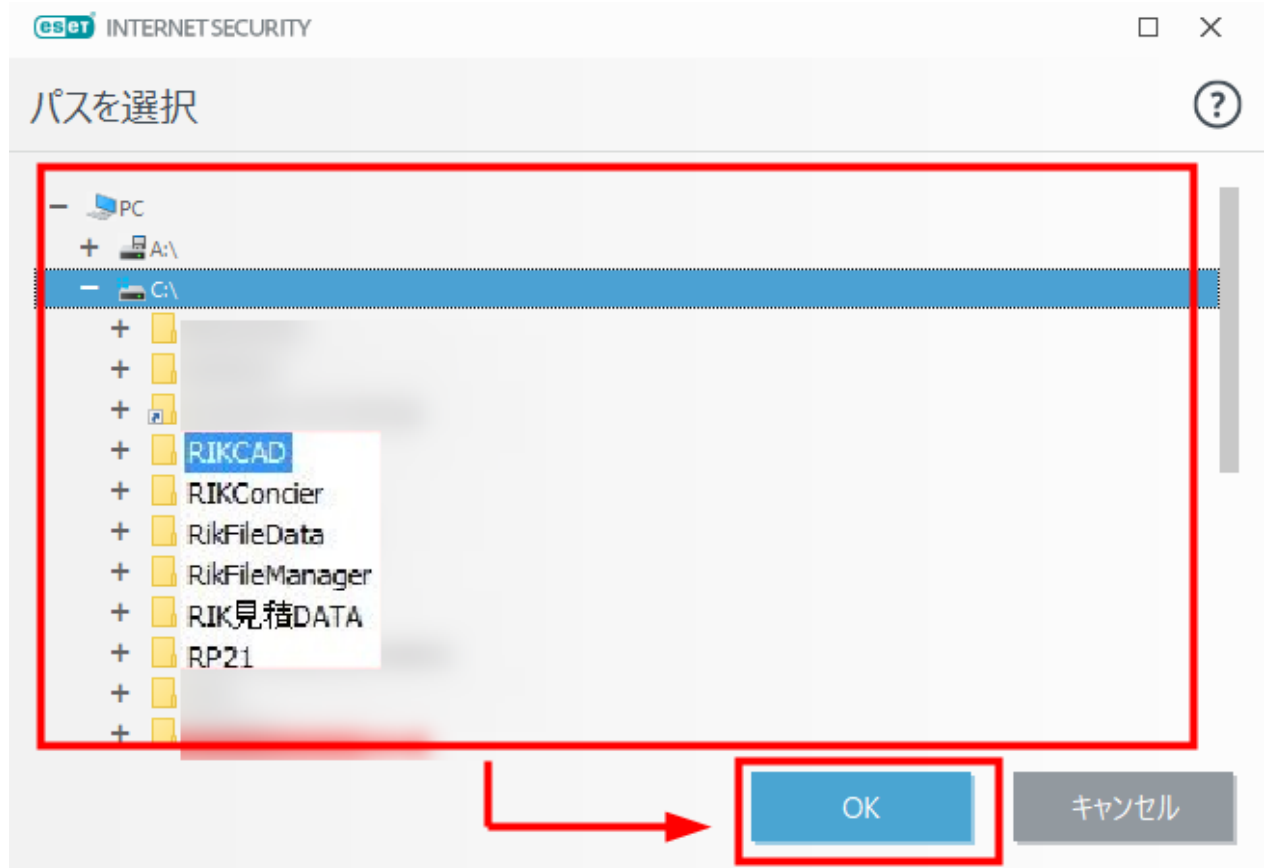 eset INTERNET SECURITY
パスを選択
?
PC
A:\
C:\
RIKCAD
RIKConcier
RikFileData
RikFileManager
RIK見積DATA
RP21
OK キャンセル